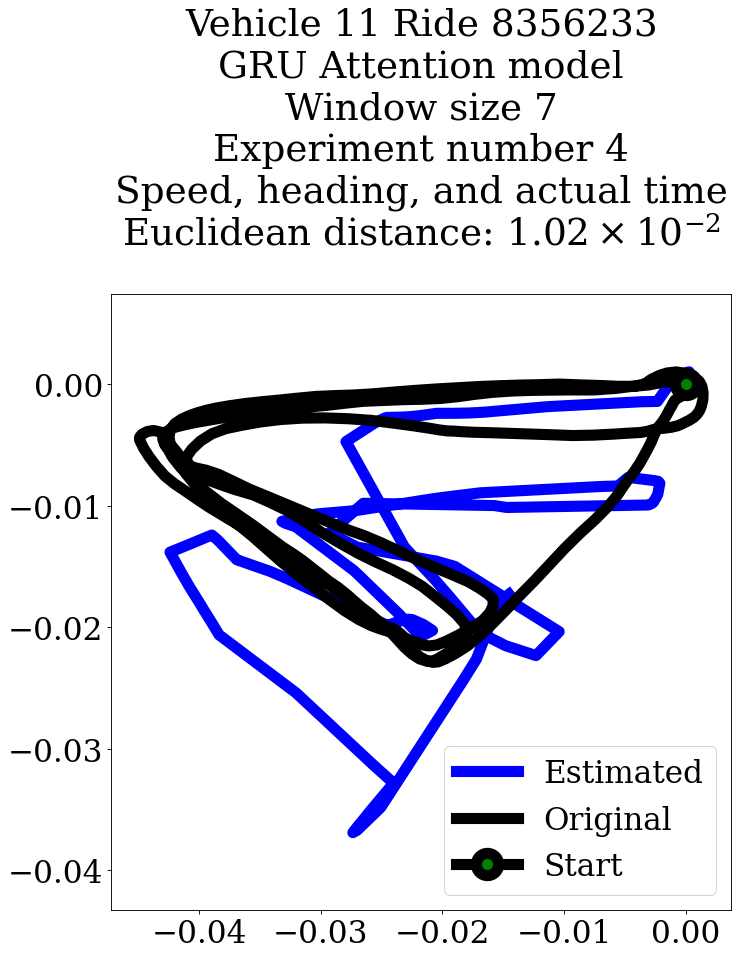 Vehicle 11 Ride 8356233
GRU Attention model
Window size 7
Experiment number 4
Speed, heading, and actual time
Euclidean distance: 1.02 × 10⁻²
0.00
−0.01
−0.02
−0.03
−0.04
Estimated
Original
Start
−0.04 −0.03 −0.02 −0.01 0.00